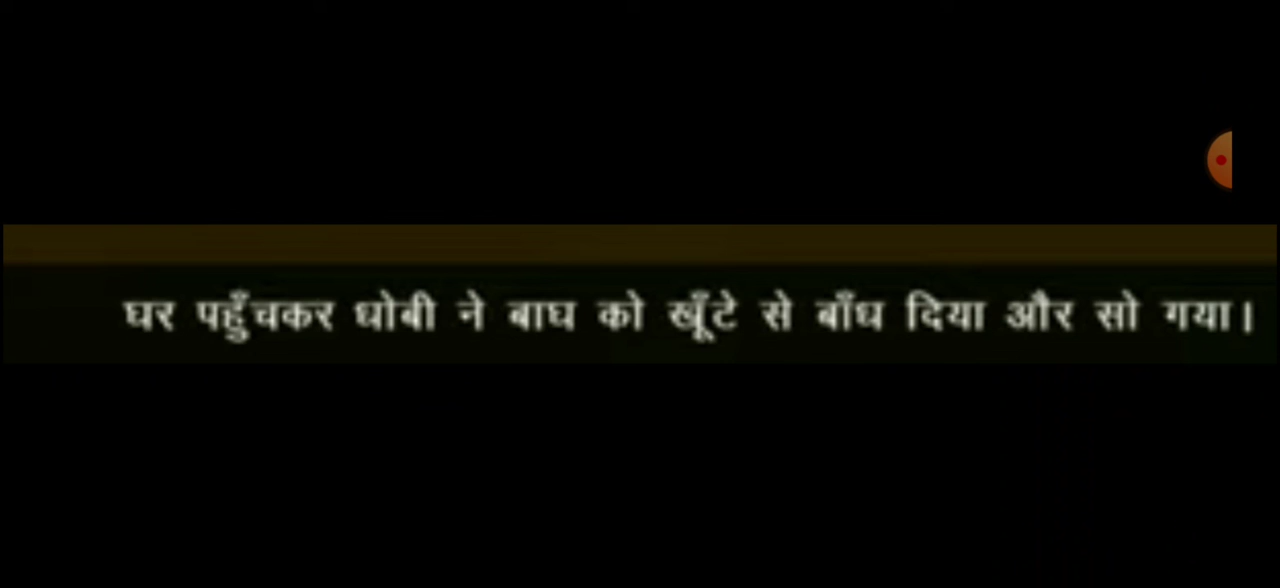 घर पहुँचकर धोबी ने बाघ को खूँटे से बाँध दिया और सो गया।